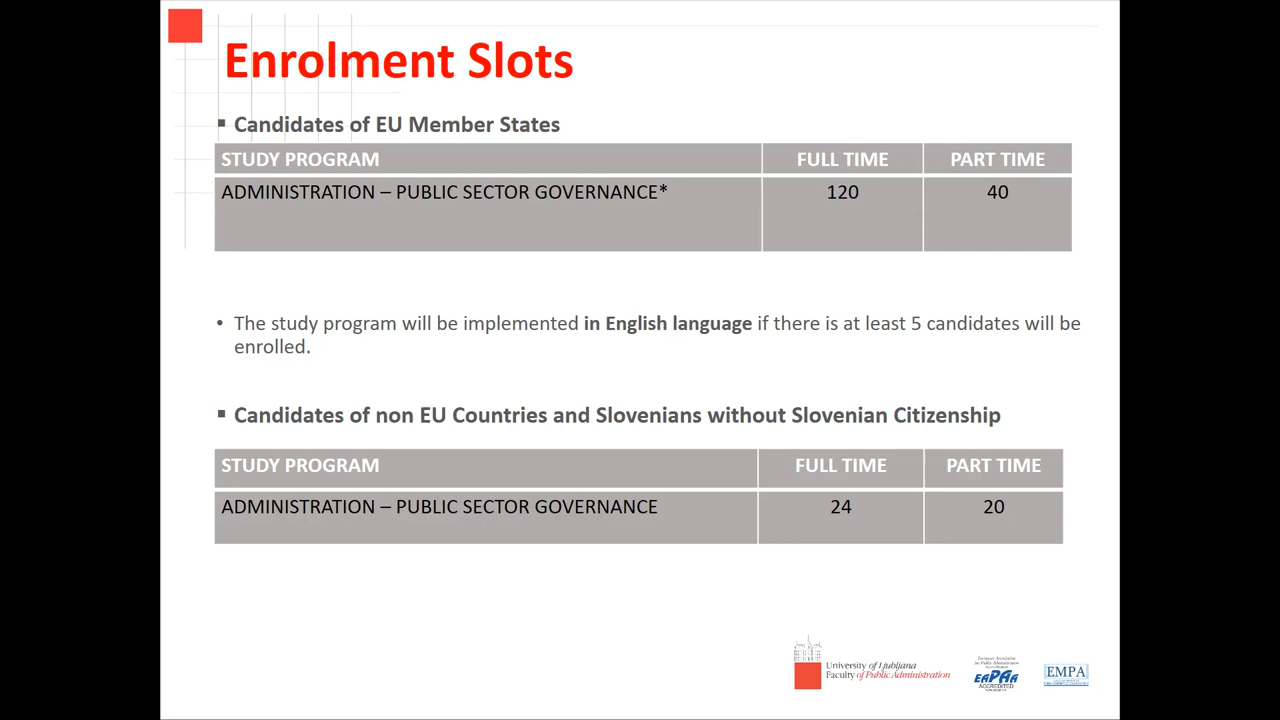 Enrolment Slots
▪ Candidates of EU Member States
STUDY PROGRAM FULL TIME PART TIME
ADMINISTRATION – PUBLIC SECTOR GOVERNANCE* 120 40
• The study program will be implemented in English language if there is at least 5 candidates will be
enrolled.
▪ Candidates of non EU Countries and Slovenians without Slovenian Citizenship
STUDY PROGRAM FULL TIME PART TIME
ADMINISTRATION – PUBLIC SECTOR GOVERNANCE 24 20
University of Ljubljana
Faculty of Public Administration
EAPAA
ACCREDITED
EMPA